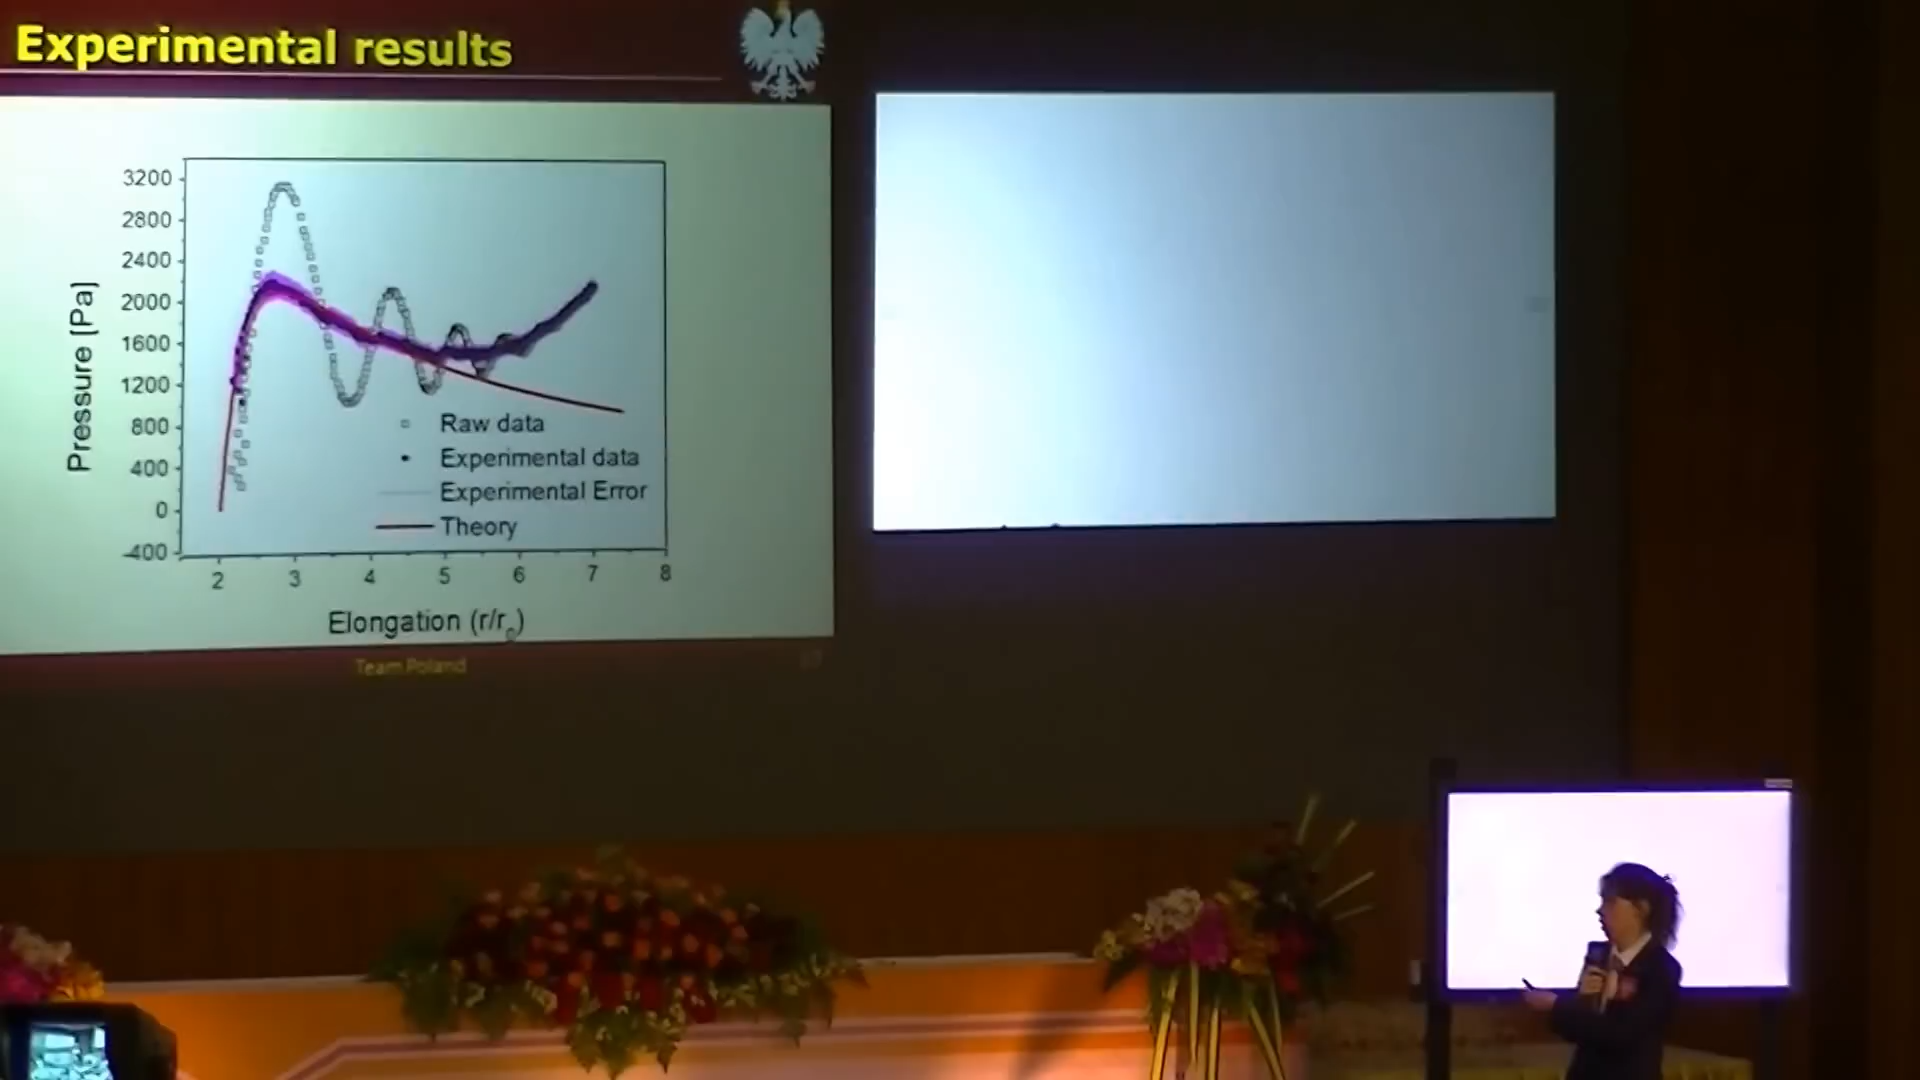 Experimental results
3200
2800
2400
2000
1600
1200
800
400
0
-400
Pressure [Pa]
Raw data
Experimental data
Experimental Error
Theory
2 3 4 5 6 7 8
Elongation (r/r₀)
Team Poland